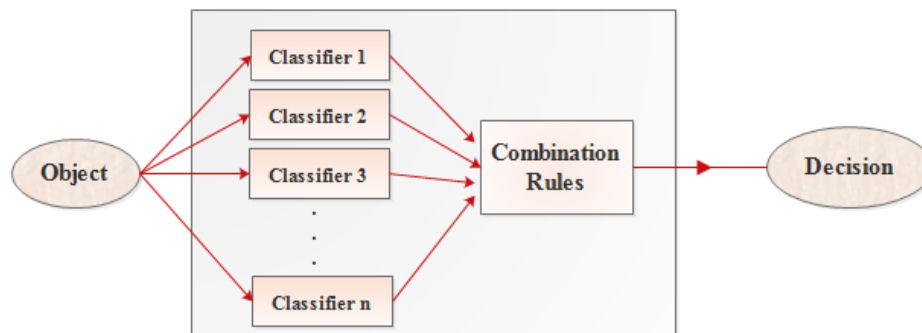 Object
Classifier 1
Classifier 2
Classifier 3
.
.
.
Classifier n
Combination
Rules
Decision